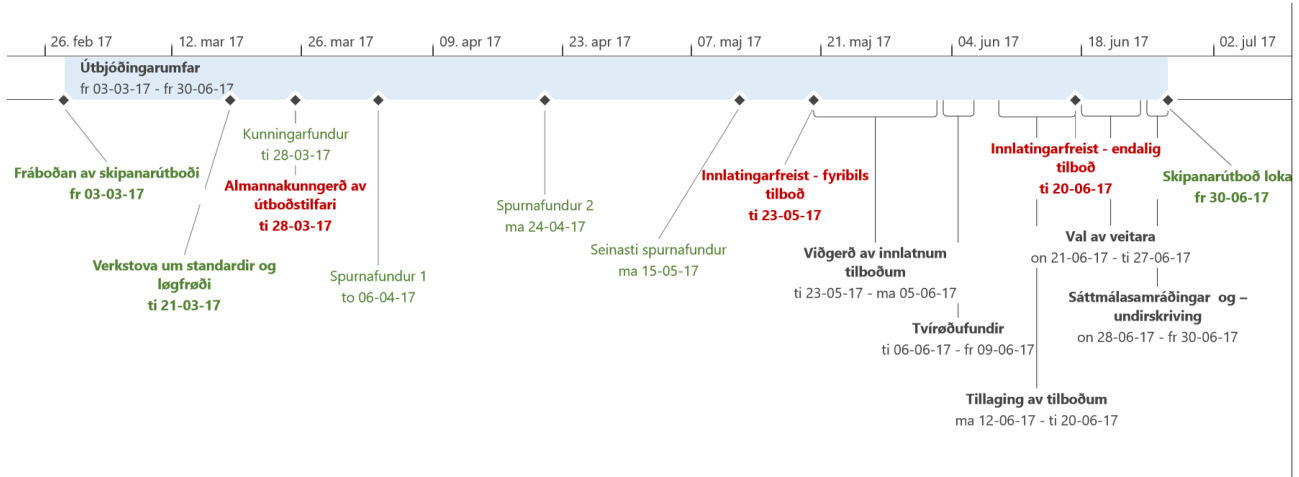 26. feb 17
12. mar 17
26. mar 17
09. apr 17
23. apr 17
07. maj 17
21. maj 17
04. jun 17
18. jun 17
02. jul 17
Útbjóðingarumfar
fr 03-03-17 - fr 30-06-17
Fráboðan av skipanarútboði
fr 03-03-17
Verkstova um standardir og
løgfrøði
ti 21-03-17
Kunningarfundur
ti 28-03-17
Almannakunngerð av
útboðstilfari
ti 28-03-17
Spurnafundur 1
to 06-04-17
Spurnafundur 2
ma 24-04-17
Seinasti spurnafundur
ma 15-05-17
Innlatingarfreist - fyribils
tilboð
ti 23-05-17
Viðgerð av innlatnum
tilboðum
ti 23-05-17 - ma 05-06-17
Tvírøðufundir
ti 06-06-17 - fr 09-06-17
Tillaging av tilboðum
ma 12-06-17 - ti 20-06-17
Innlatingarfreist - endalig
tilboð
ti 20-06-17
Val av veitara
on 21-06-17 - ti 27-06-17
Sáttmálasamráðingar og –
undirskriving
on 28-06-17 - fr 30-06-17
Skipanarútboð loka
fr 30-06-17